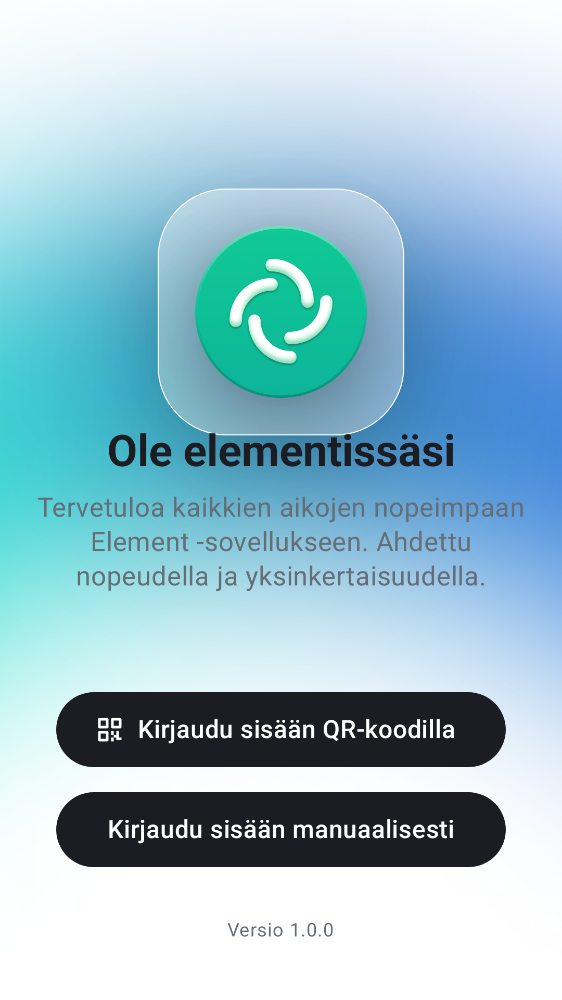 Ole elementissäsi
Tervetuloa kaikkien aikojen nopeimpaan
Element -sovellukseen. Ahdettu
nopeudella ja yksinkertaisuudella.
Kirjaudu sisään QR-koodilla
Kirjaudu sisään manuaalisesti
Versio 1.0.0